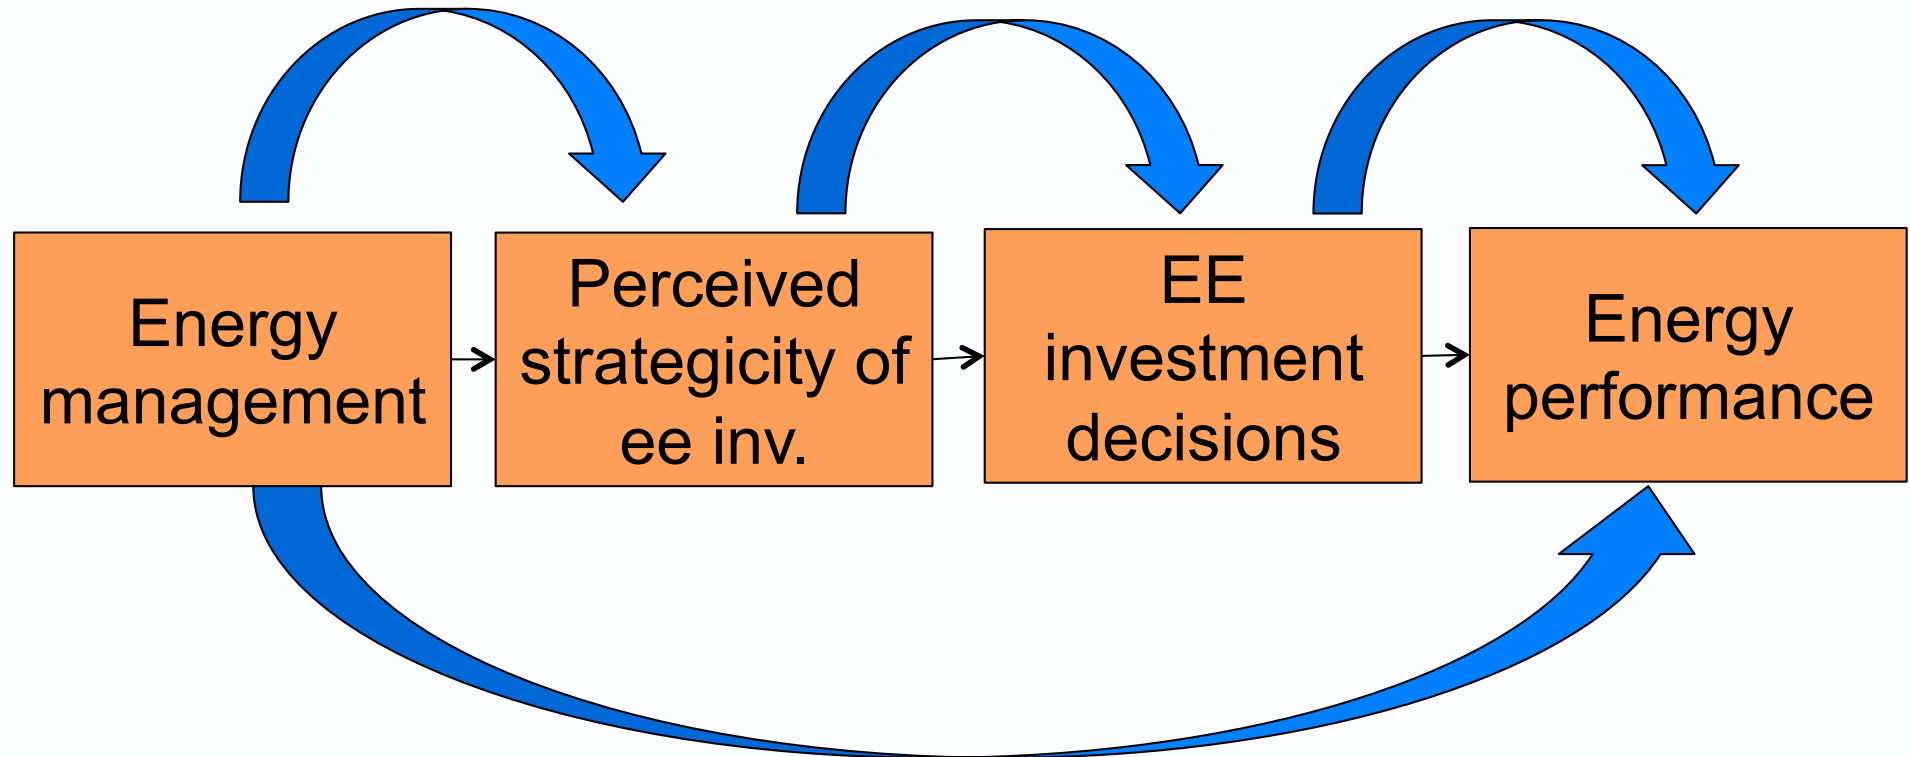 Energy
management
Perceived
strategicity of
ee inv.
EE
investment
decisions
Energy
performance